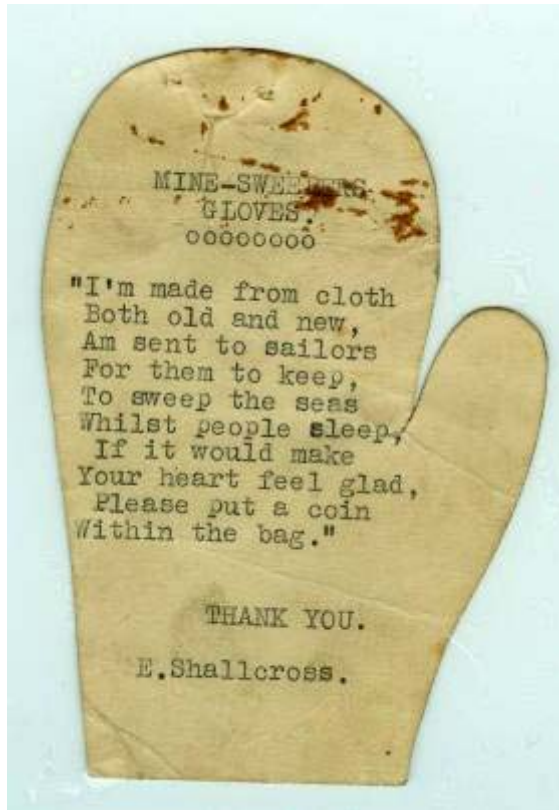 MINE-SWEEPERS
GLOVES.
oooooooo
"I'm made from cloth
Both old and new,
Am sent to sailors
For them to keep,
To sweep the seas
Whilst people sleep,
If it would make
Your heart feel glad,
Please put a coin
Within the bag."
THANK YOU.
E.Shallcross.